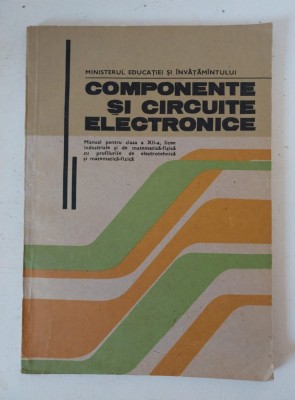 MINISTERUL EDUCAȚIEI ȘI ÎNVĂȚĂMÎNTULUI
COMPONENTE
ȘI CIRCUITE
ELECTRONICE
Manual pentru clasa a XII-a, licee
industriale și de matematică-fizică
cu profilurile de electrotehnică
și matematică-fizică